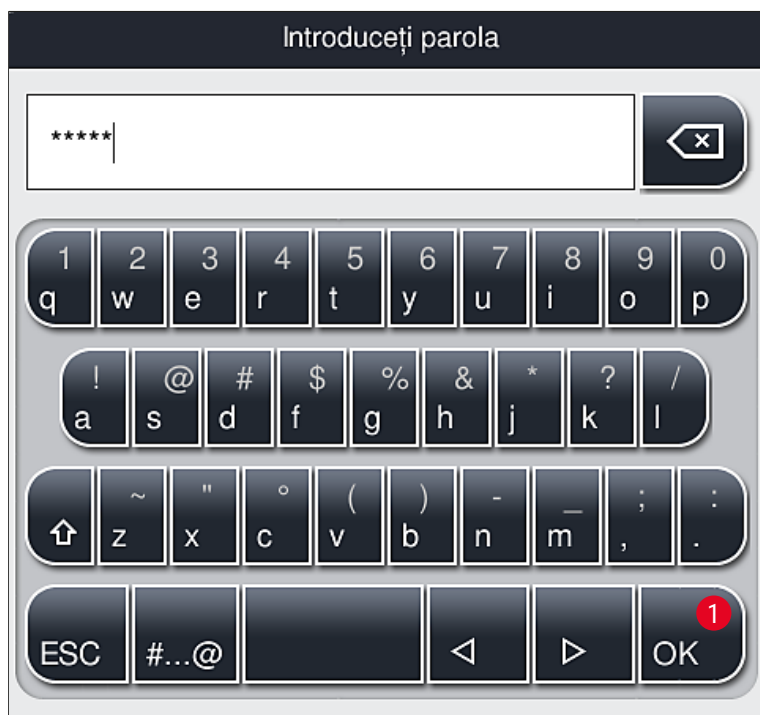 Introduceți parola
*****
1 2 3 4 5 6 7 8 9 0
q w e r t y u i o p
! @ # $ % & * ? /
a s d f g h j k l
~ " ° ( ) - _ ; :
z x c v b n m , .
ESC #...@ OK 1